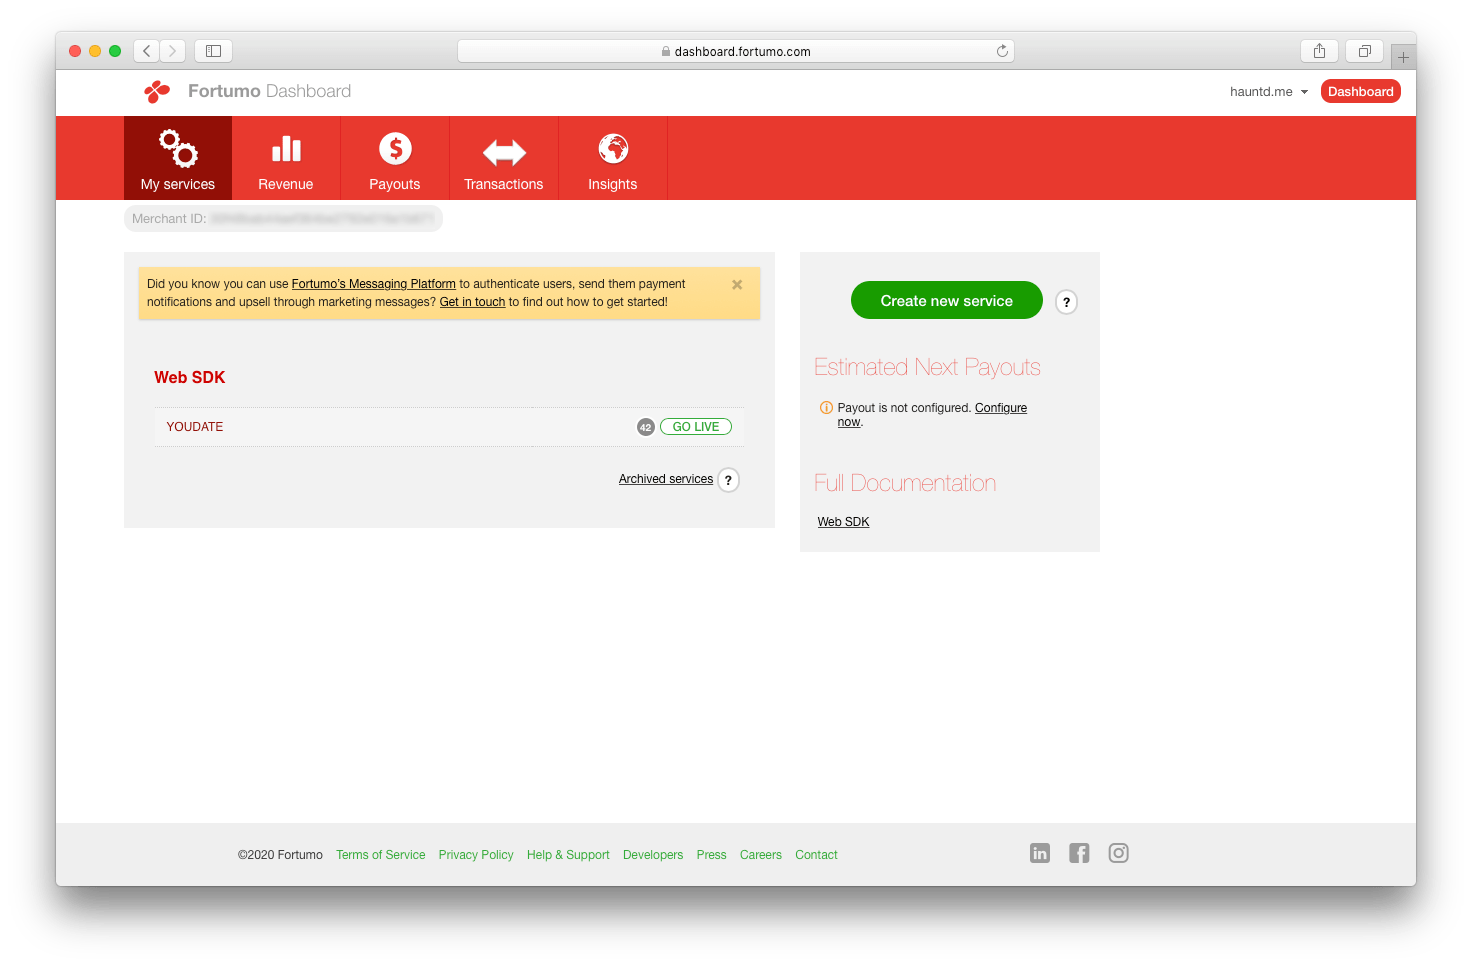 dashboard.fortumo.com
Fortumo Dashboard
hauntd.me
Dashboard
My services
Revenue
Payouts
Transactions
Insights
Merchant ID:
Did you know you can use Fortumo's Messaging Platform to authenticate users, send them payment
notifications and upsell through marketing messages? Get in touch to find out how to get started!
Create new service
?
Estimated Next Payouts
Payout is not configured. Configure
now.
Full Documentation
Web SDK
Web SDK
YOUDATE
42
GO LIVE
Archived services
?
©2020 Fortumo
Terms of Service
Privacy Policy
Help & Support
Developers
Press
Careers
Contact